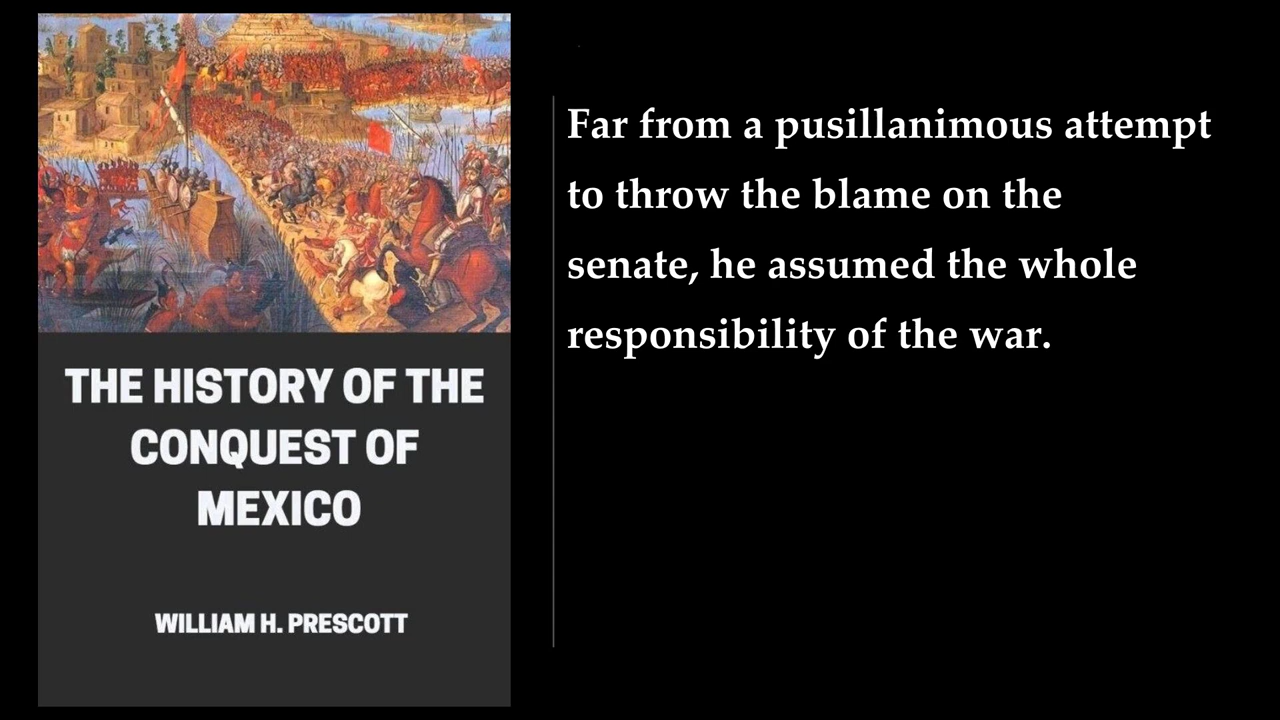 THE HISTORY OF THE
CONQUEST OF
MEXICO
WILLIAM H. PRESCOTT
Far from a pusillanimous attempt
to throw the blame on the
senate, he assumed the whole
responsibility of the war.